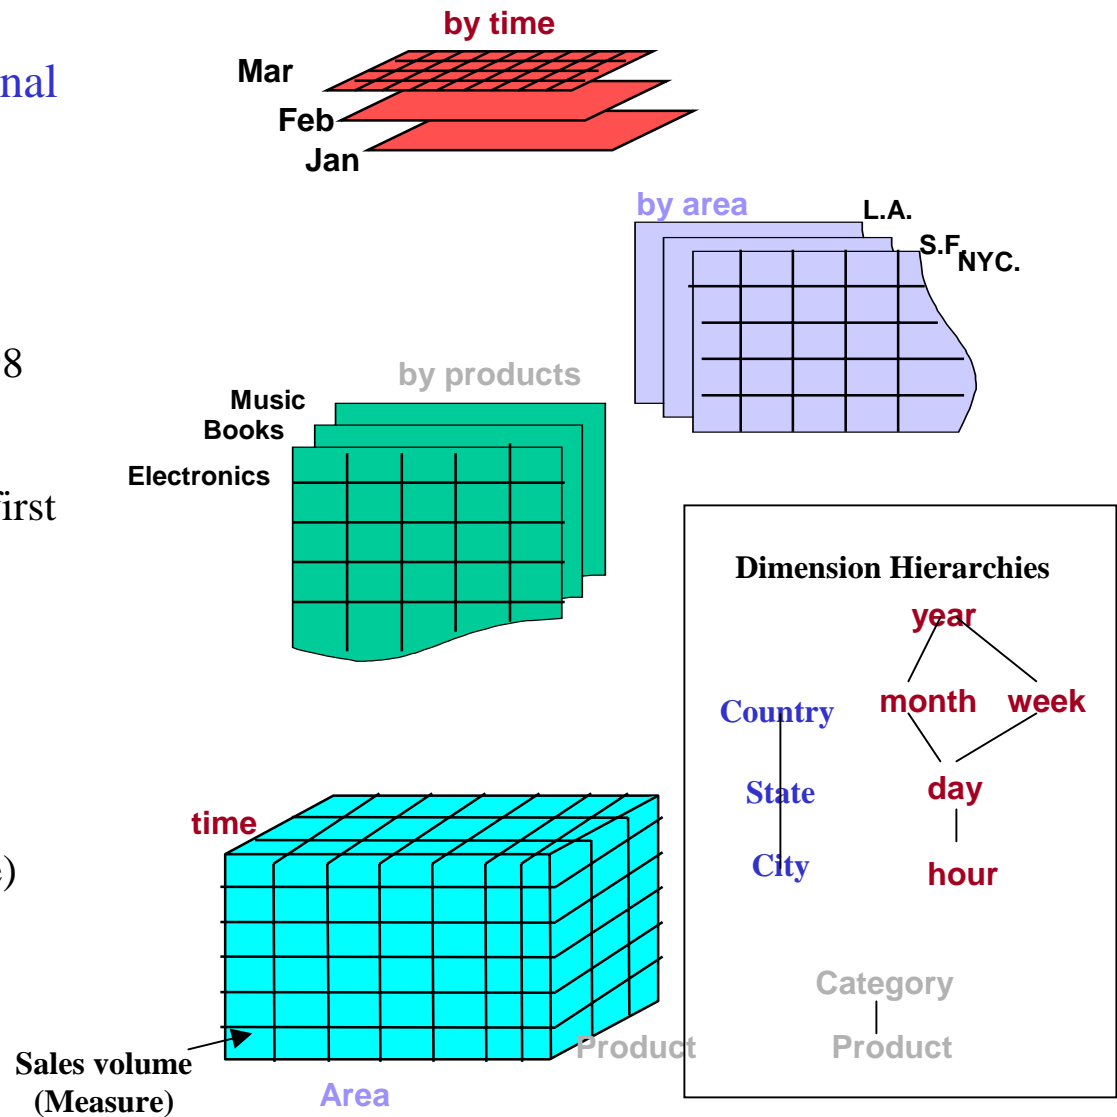 by time
nal
Mar
Feb
Jan
by area
L.A.
S.F.
NYC.
8
by products
Music
Books
Electronics
first
Dimension Hierarchies
year
month week
Country
State
day
City
hour
time
e)
Category
Product
Product
Sales volume
(Measure)
Area